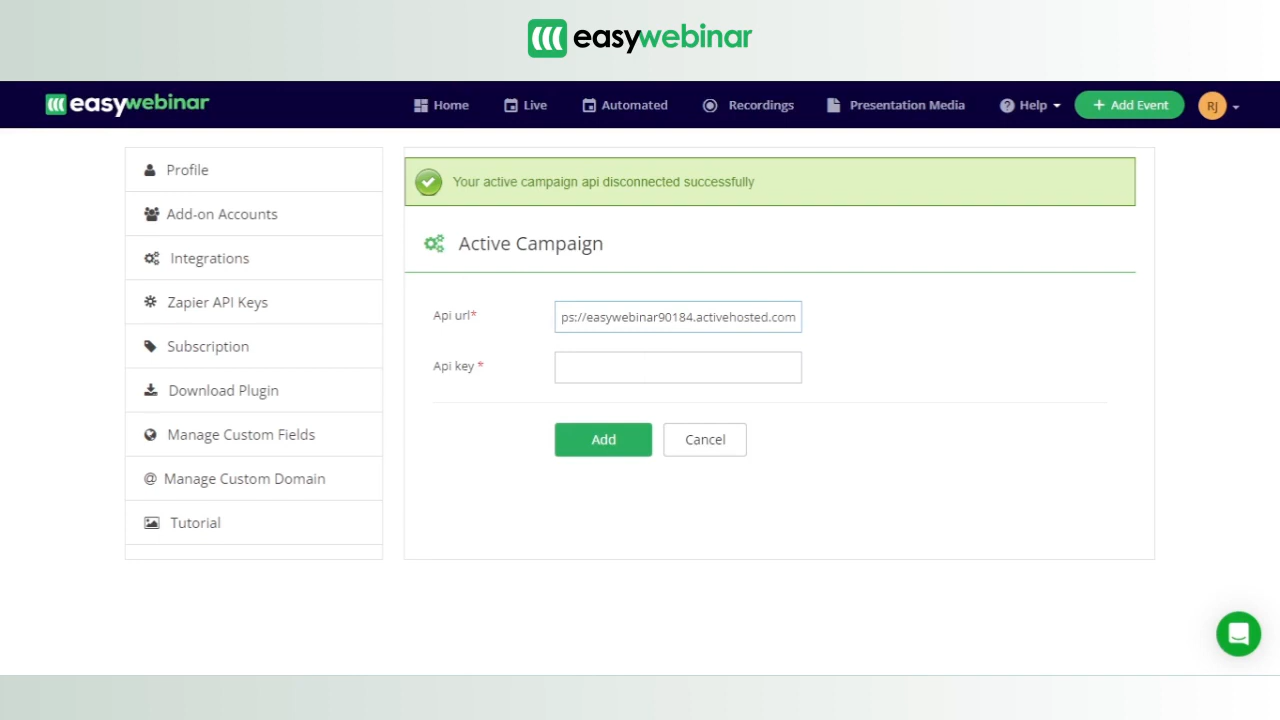 easywebinar
easywebinar
Home
Live
Automated
Recordings
Presentation Media
Help
+ Add Event
RJ
Profile
Add-on Accounts
Integrations
Zapier API Keys
Subscription
Download Plugin
Manage Custom Fields
@ Manage Custom Domain
Tutorial
Your active campaign api disconnected successfully
Active Campaign
Api url*
ps://easywebinar90184.activehosted.com
Api key *
Add
Cancel